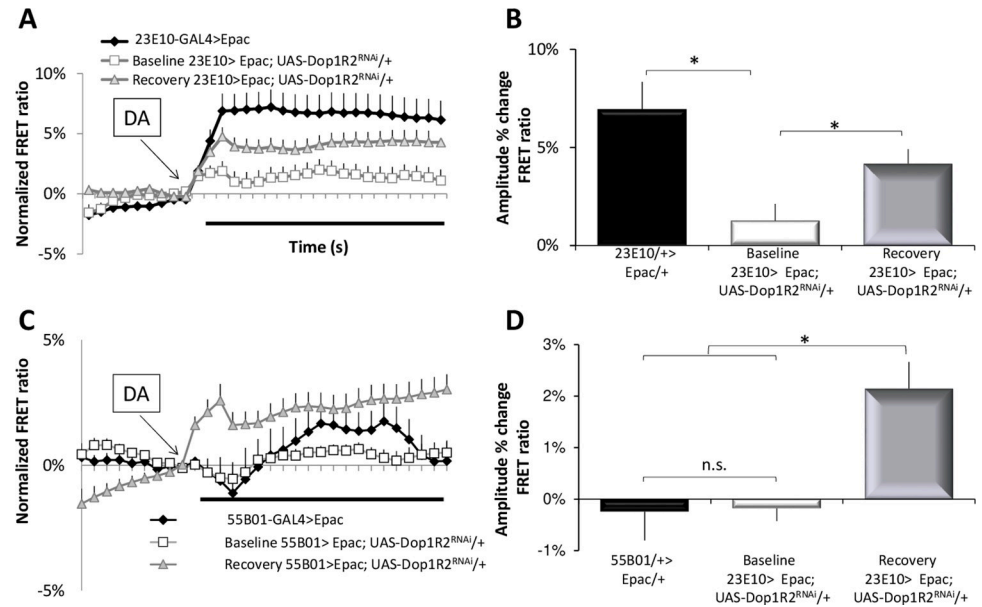 A
23E10-GAL4>Epac
Baseline 23E10> Epac; UAS-Dop1R2RNAi/+
Recovery 23E10>Epac; UAS-Dop1R2RNAi/+
Normalized FRET ratio
10%
5%
0%
-5%
DA
Time (s)
B
Amplitude % change
FRET ratio
10%
5%
0%
*
*
23E10/+>
Epac/+
Baseline
23E10> Epac;
UAS-Dop1R2RNAi/+
Recovery
23E10> Epac;
UAS-Dop1R2RNAi/+
C
Normalized FRET ratio
5%
0%
-5%
DA
55B01-GAL4>Epac
Baseline 55B01> Epac; UAS-Dop1R2RNAi/+
Recovery 55B01>Epac; UAS-Dop1R2RNAi/+
D
Amplitude % change
FRET ratio
3%
2%
1%
0%
-1%
*
n.s.
55B01/+>
Epac/+
Baseline
23E10> Epac;
UAS-Dop1R2RNAi/+
Recovery
23E10> Epac;
UAS-Dop1R2RNAi/+